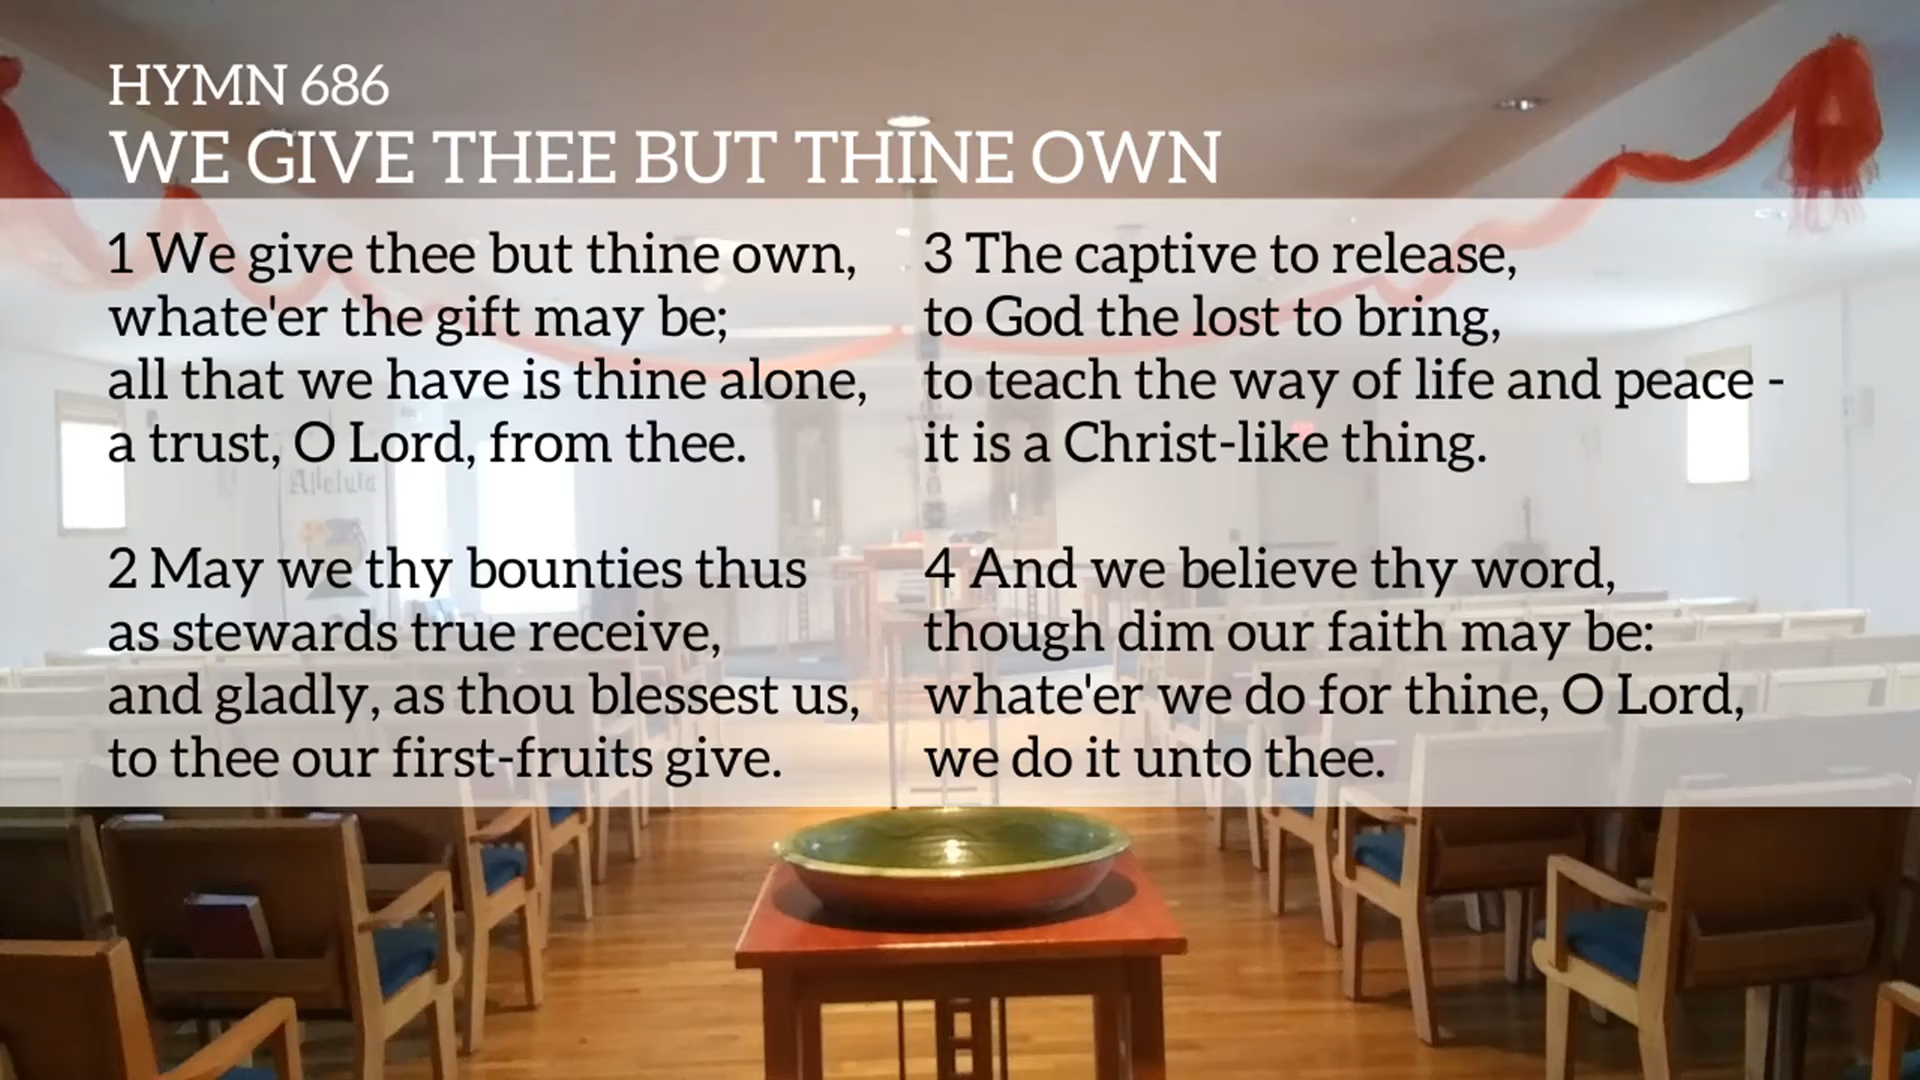 HYMN 686
WE GIVE THEE BUT THINE OWN
1 We give thee but thine own,
whate'er the gift may be;
all that we have is thine alone,
a trust, O Lord, from thee.
2 May we thy bounties thus
as stewards true receive,
and gladly, as thou blessest us,
to thee our first-fruits give.
3 The captive to release,
to God the lost to bring,
to teach the way of life and peace -
it is a Christ-like thing.
4 And we believe thy word,
though dim our faith may be:
whate'er we do for thine, O Lord,
we do it unto thee.
Alleluia